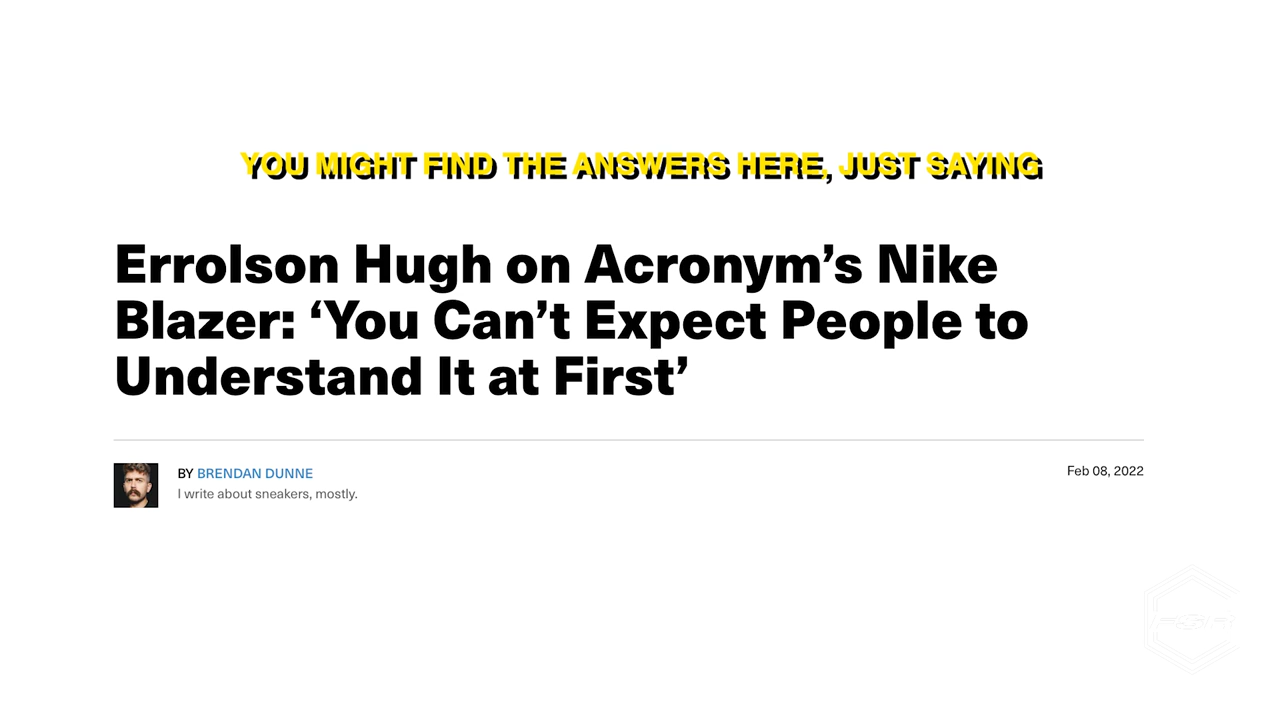 YOU MIGHT FIND THE ANSWERS HERE, JUST SAYING
Errolson Hugh on Acronym’s Nike
Blazer: ‘You Can’t Expect People to
Understand It at First’
BY BRENDAN DUNNE
Feb 08, 2022
I write about sneakers, mostly.